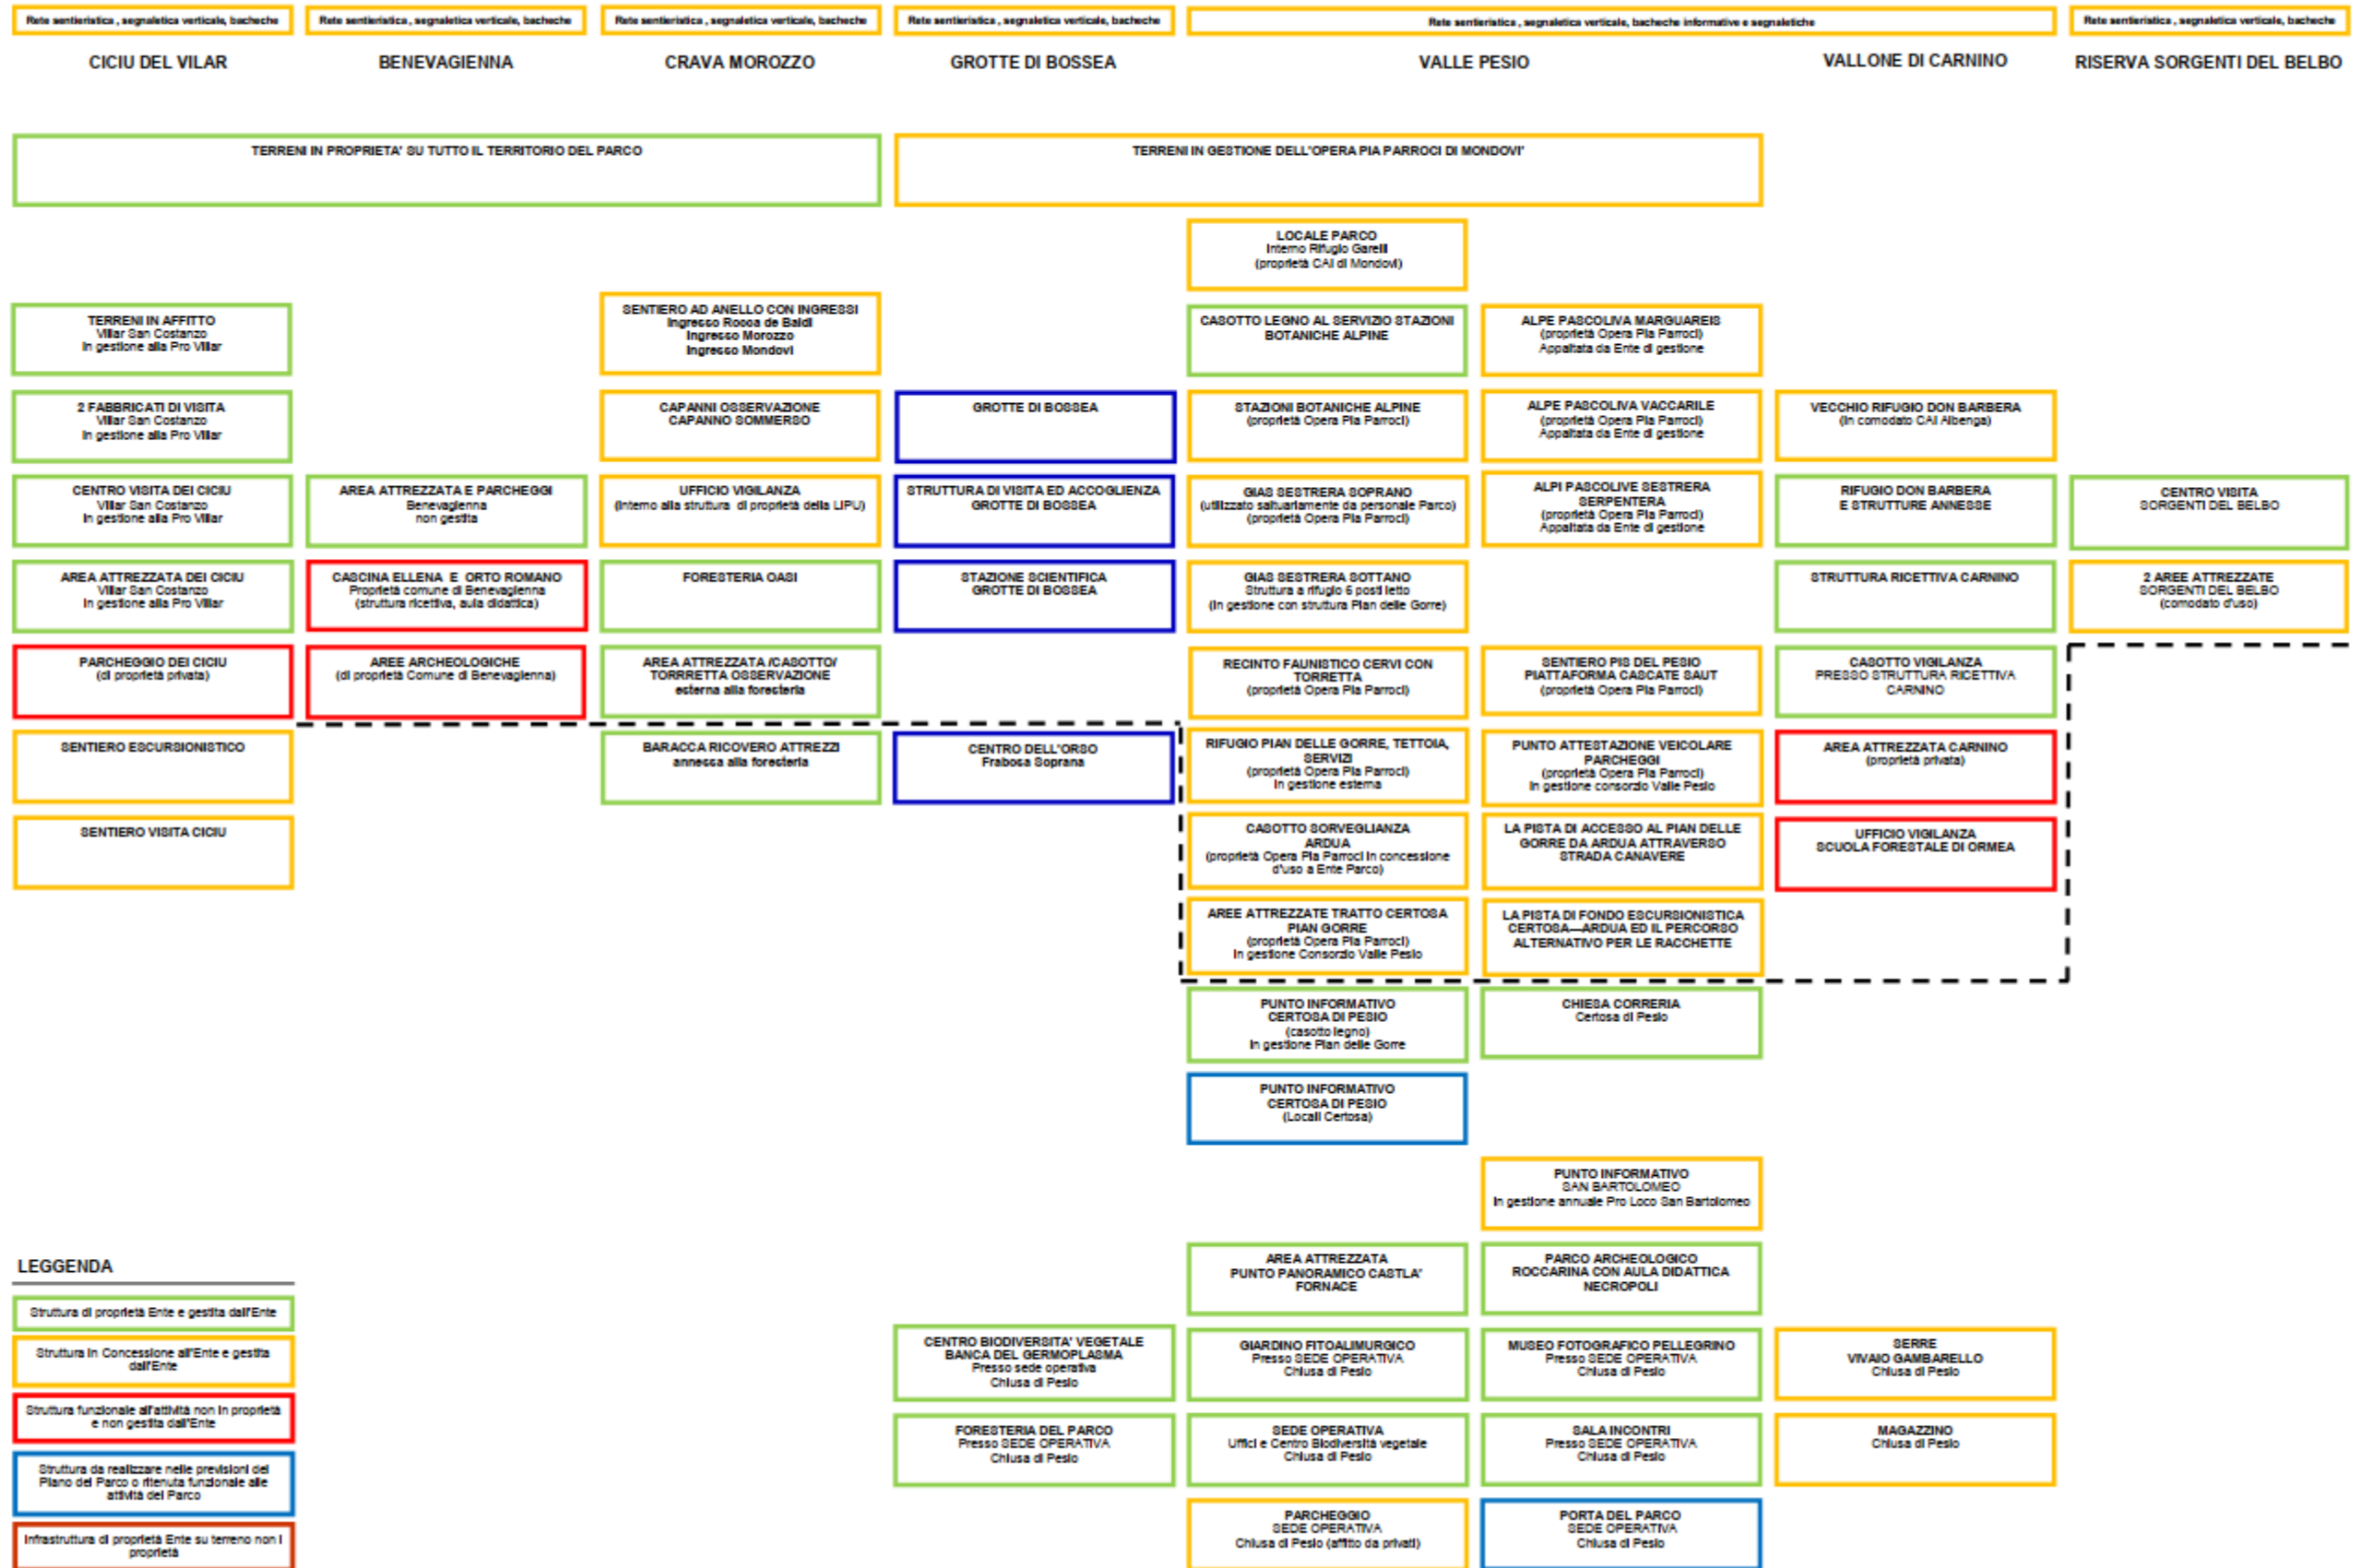 Rete sentieristica , segnaletica verticale, bacheche
Rete sentieristica , segnaletica verticale, bacheche
Rete sentieristica , segnaletica verticale, bacheche
Rete sentieristica , segnaletica verticale, bacheche
Rete sentieristica , segnaletica verticale, bacheche informative e segnaletiche
Rete sentieristica , segnaletica verticale, bacheche
CICIU DEL VILAR
BENEVAGIENNA
CRAVA MOROZZO
GROTTE DI BOSSEA
VALLE PESIO
VALLONE DI CARNINO
RISERVA SORGENTI DEL BELBO
TERRENI IN PROPRIETA' SU TUTTO IL TERRITORIO DEL PARCO
TERRENI IN GESTIONE DELL'OPERA PIA PARROCI DI MONDOVI'
LOCALE PARCO
Interno Rifugio Garelli
(proprietà CAI di Mondovì)
TERRENI IN AFFITTO
Villar San Costanzo
In gestione alla Pro Villar
SENTIERO AD ANELLO CON INGRESSI
Ingresso Rocca de Baldi
Ingresso Morozzo
Ingresso Mondovì
CASOTTO LEGNO AL SERVIZIO STAZIONI
BOTANICHE ALPINE
ALPE PASCOLIVA MARGUAREIS
(proprietà Opera Pia Parroci)
Appaltata da Ente di gestione
2 FABBRICATI DI VISITA
Villar San Costanzo
In gestione alla Pro Villar
CAPANNI OSSERVAZIONE
CAPANNO SOMMERSO
GROTTE DI BOSSEA
STAZIONI BOTANICHE ALPINE
(proprietà Opera Pia Parroci)
ALPE PASCOLIVA VACCARILE
(proprietà Opera Pia Parroci)
Appaltata da Ente di gestione
VECCHIO RIFUGIO DON BARBERA
(In comodato CAI Albenga)
CENTRO VISITA DEI CICIU
Villar San Costanzo
In gestione alla Pro Villar
AREA ATTREZZATA E PARCHEGGI
Benevagienna
non gestita
UFFICIO VIGILANZA
(Interno alla struttura di proprietà della LIPU)
STRUTTURA DI VISITA ED ACCOGLIENZA
GROTTE DI BOSSEA
GIAS SESTRERA SOPRANO
(utilizzato saltuariamente da personale Parco)
(proprietà Opera Pia Parroci)
ALPI PASCOLIVE SESTRERA
SERPENTERA
(proprietà Opera Pia Parroci)
Appaltata da Ente di gestione
RIFUGIO DON BARBERA
E STRUTTURE ANNESSE
CENTRO VISITA
SORGENTI DEL BELBO
AREA ATTREZZATA DEI CICIU
Villar San Costanzo
In gestione alla Pro Villar
CASCINA ELLENA E ORTO ROMANO
Proprietà comune di Benevagienna
(struttura ricettiva, aula didattica)
FORESTERIA OASI
STAZIONE SCIENTIFICA
GROTTE DI BOSSEA
GIAS SESTRERA SOTTANO
Struttura a rifugio 6 posti letto
(In gestione con struttura Pian delle Gorre)
STRUTTURA RICETTIVA CARNINO
2 AREE ATTREZZATE
SORGENTI DEL BELBO
(comodato d'uso)
PARCHEGGIO DEI CICIU
(di proprietà privata)
AREE ARCHEOLOGICHE
(di proprietà Comune di Benevagienna)
AREA ATTREZZATA /CASOTTO/
TORRRETTA OSSERVAZIONE
esterna alla foresteria
RECINTO FAUNISTICO CERVI CON
TORRETTA
(proprietà Opera Pia Parroci)
SENTIERO PIS DEL PESIO
PIATTAFORMA CASCATE SAUT
(proprietà Opera Pia Parroci)
CASOTTO VIGILANZA
PRESSO STRUTTURA RICETTIVA
CARNINO
SENTIERO ESCURSIONISTICO
BARACCA RICOVERO ATTREZZI
annessa alla foresteria
CENTRO DELL'ORSO
Frabosa Soprana
RIFUGIO PIAN DELLE GORRE, TETTOIA,
SERVIZI
(proprietà Opera Pia Parroci)
In gestione esterna
PUNTO ATTESTAZIONE VEICOLARE
PARCHEGGI
(proprietà Opera Pia Parroci)
In gestione consorzio Valle Pesio
AREA ATTREZZATA CARNINO
(proprietà privata)
SENTIERO VISITA CICIU
CASOTTO SORVEGLIANZA
ARDUA
(proprietà Opera Pia Parroci in concessione
d'uso a Ente Parco)
LA PISTA DI ACCESSO AL PIAN DELLE
GORRE DA ARDUA ATTRAVERSO
STRADA CANAVERE
UFFICIO VIGILANZA
SCUOLA FORESTALE DI ORMEA
AREE ATTREZZATE TRATTO CERTOSA
PIAN GORRE
(proprietà Opera Pia Parroci)
In gestione Consorzio Valle Pesio
LA PISTA DI FONDO ESCURSIONISTICA
CERTOSA—ARDUA ED IL PERCORSO
ALTERNATIVO PER LE RACCHETTE
PUNTO INFORMATIVO
CERTOSA DI PESIO
(casotto legno)
In gestione Pian delle Gorre
CHIESA CORRERIA
Certosa di Pesio
PUNTO INFORMATIVO
CERTOSA DI PESIO
(Locali Certosa)
PUNTO INFORMATIVO
SAN BARTOLOMEO
In gestione annuale Pro Loco San Bartolomeo
AREA ATTREZZATA
PUNTO PANORAMICO CASTLA'
FORNACE
PARCO ARCHEOLOGICO
ROCCARINA CON AULA DIDATTICA
NECROPOLI
CENTRO BIODIVERSITA' VEGETALE
BANCA DEL GERMOPLASMA
Presso sede operativa
Chiusa di Pesio
GIARDINO FITOALIMURGICO
Presso SEDE OPERATIVA
Chiusa di Pesio
MUSEO FOTOGRAFICO PELLEGRINO
Presso SEDE OPERATIVA
Chiusa di Pesio
SERRE
VIVAIO GAMBARELLO
Chiusa di Pesio
FORESTERIA DEL PARCO
Presso SEDE OPERATIVA
Chiusa di Pesio
SEDE OPERATIVA
Uffici e Centro Biodiversità vegetale
Chiusa di Pesio
SALA INCONTRI
Presso SEDE OPERATIVA
Chiusa di Pesio
MAGAZZINO
Chiusa di Pesio
PARCHEGGIO
SEDE OPERATIVA
Chiusa di Pesio (affitto da privati)
PORTA DEL PARCO
SEDE OPERATIVA
Chiusa di Pesio
LEGGENDA
Struttura di proprietà Ente e gestita dall'Ente
Struttura in Concessione all'Ente e gestita
dall'Ente
Struttura funzionale all'attività non in proprietà
e non gestita dall'Ente
Struttura da realizzare nelle previsioni del
Piano del Parco o ritenuta funzionale alle
attività del Parco
Infrastruttura di proprietà Ente su terreno non i
proprietà